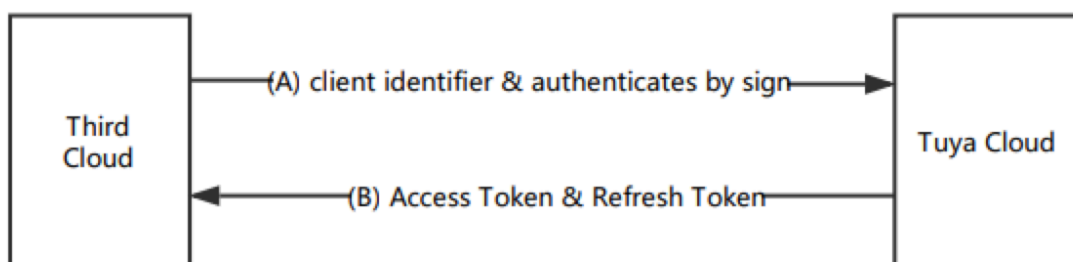 (A) client identifier & authenticates by sign
Third
Cloud
Tuya Cloud
(B) Access Token & Refresh Token